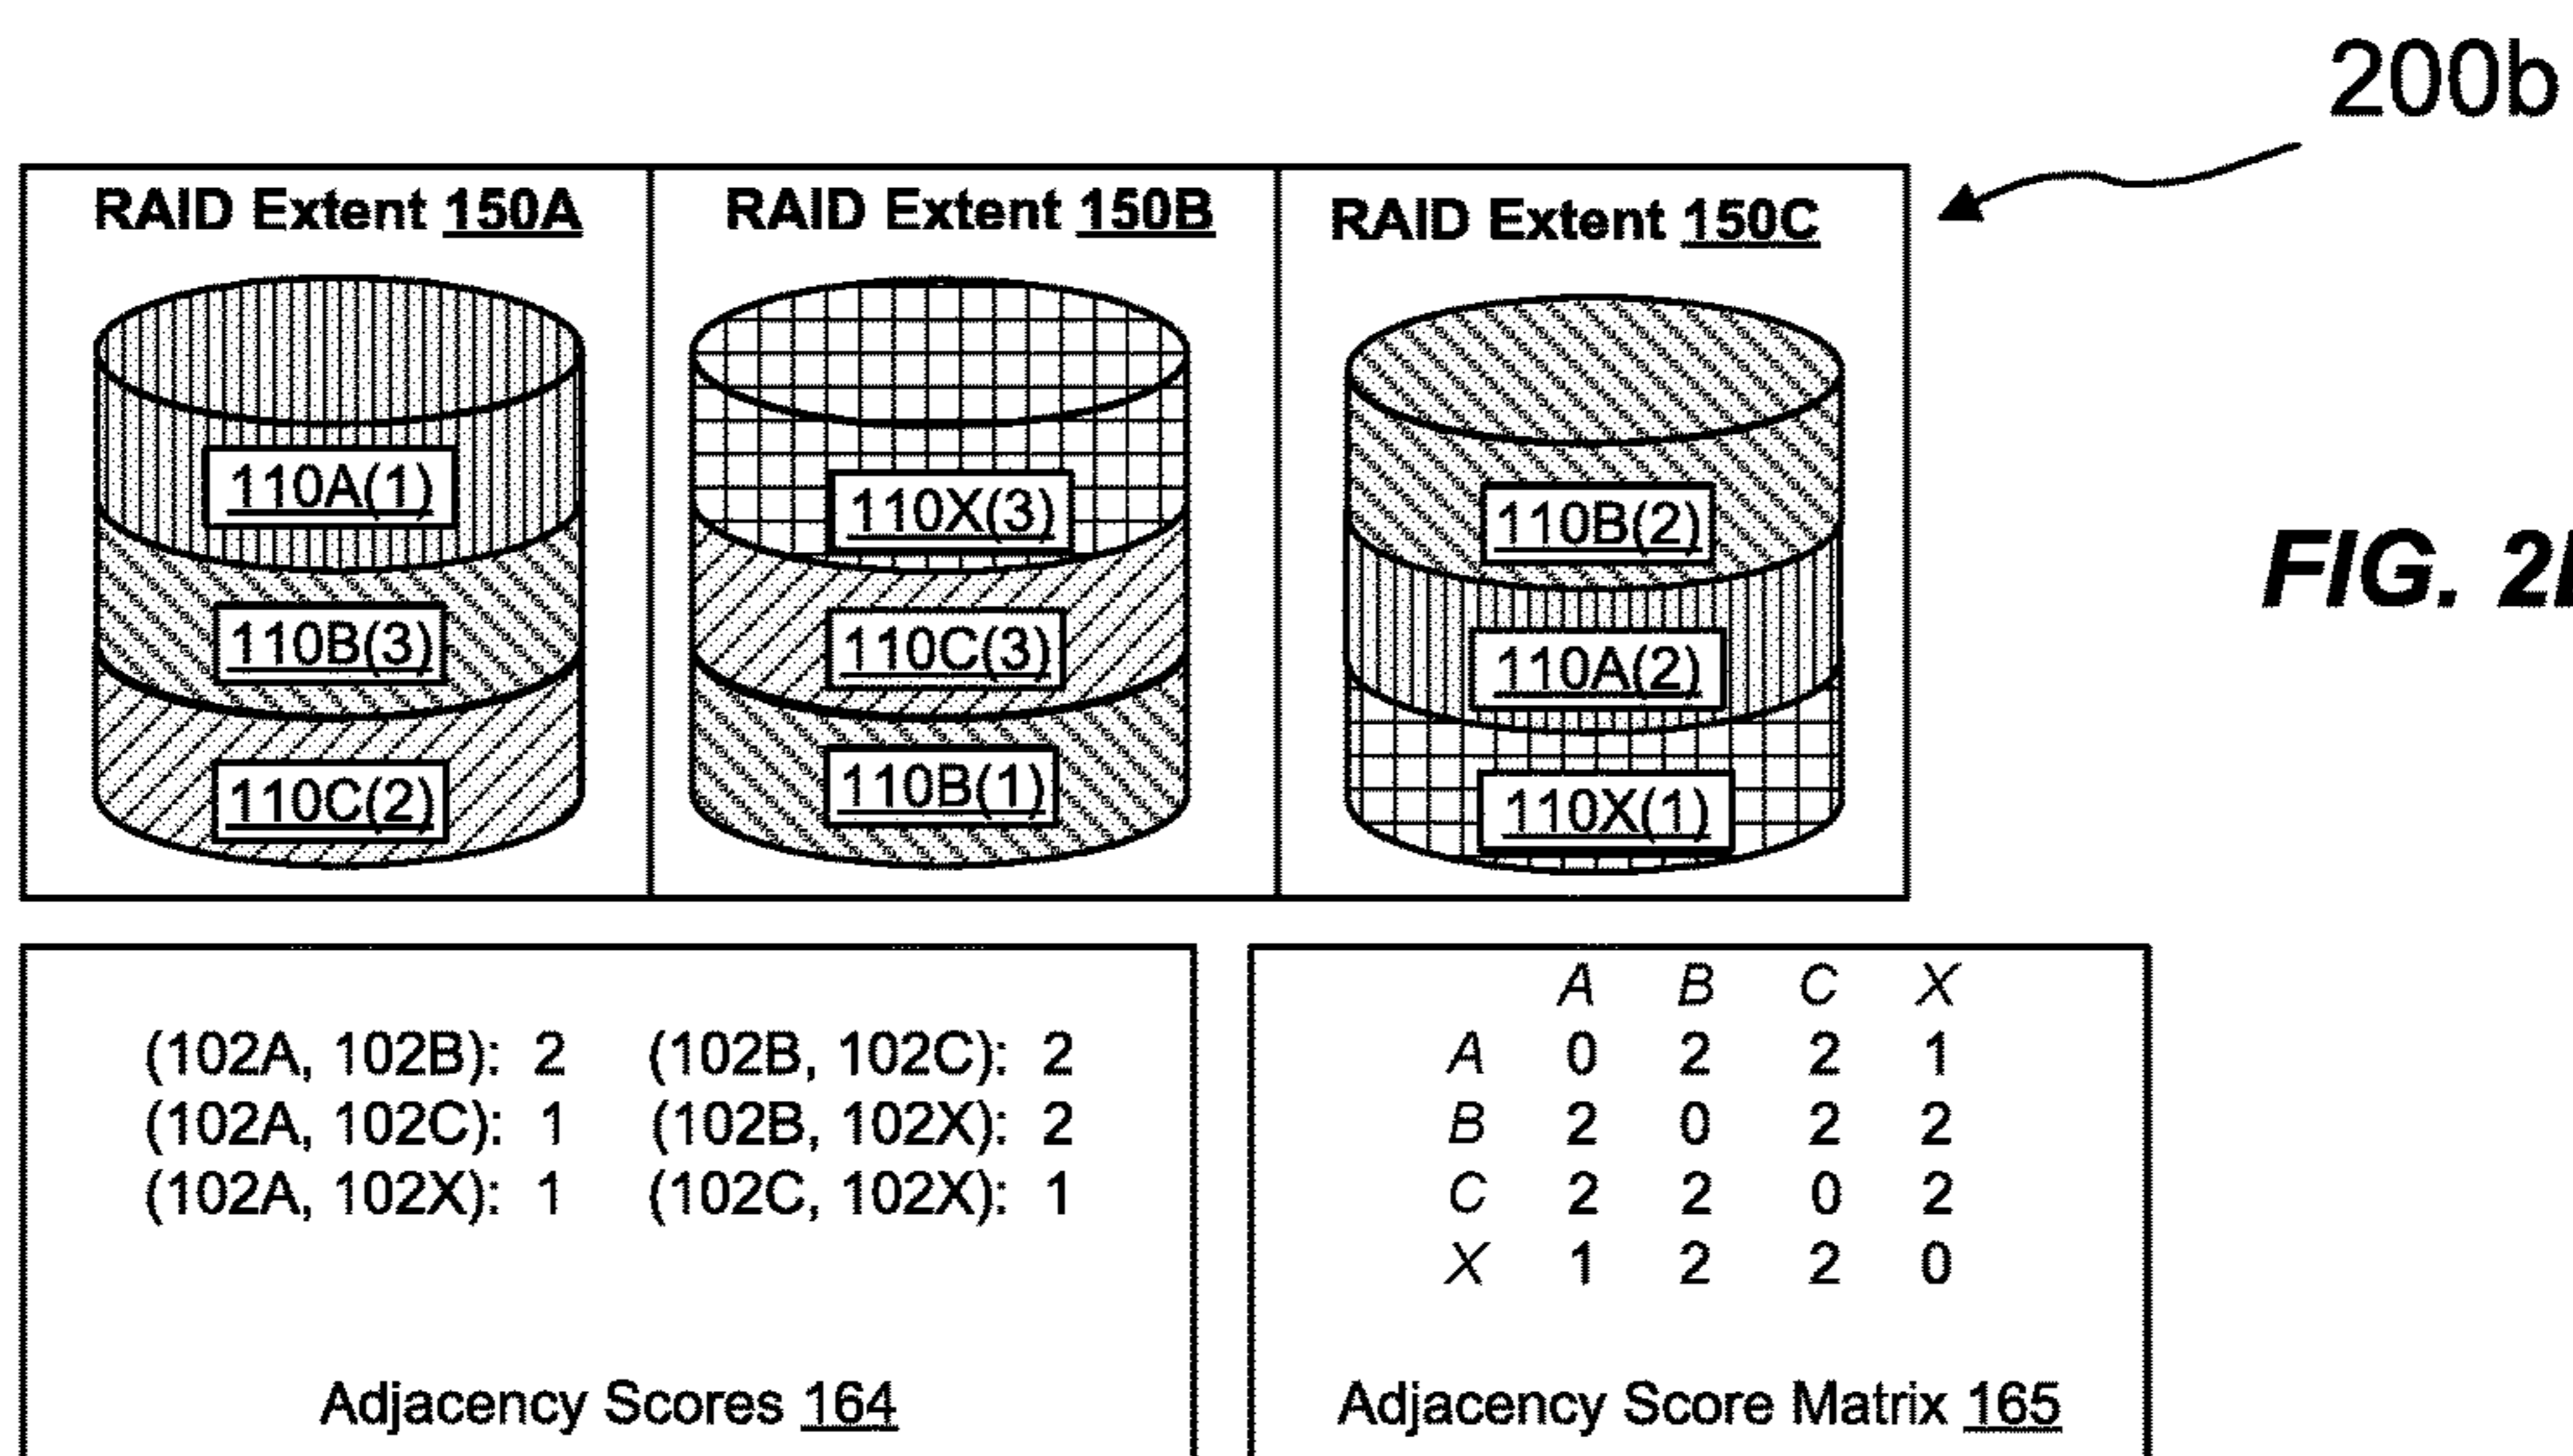 200b
RAID Extent 150A
RAID Extent 150B
RAID Extent 150C
110A(1)
110B(3)
110C(2)
110X(3)
110C(3)
110B(1)
110B(2)
110A(2)
110X(1)
FIG. 2
(102A, 102B): 2 (102B, 102C): 2
(102A, 102C): 1 (102B, 102X): 2
(102A, 102X): 1 (102C, 102X): 1
Adjacency Scores 164
A B C X
A 0 2 2 1
B 2 0 2 2
C 2 2 0 2
X 1 2 2 0
Adjacency Score Matrix 165